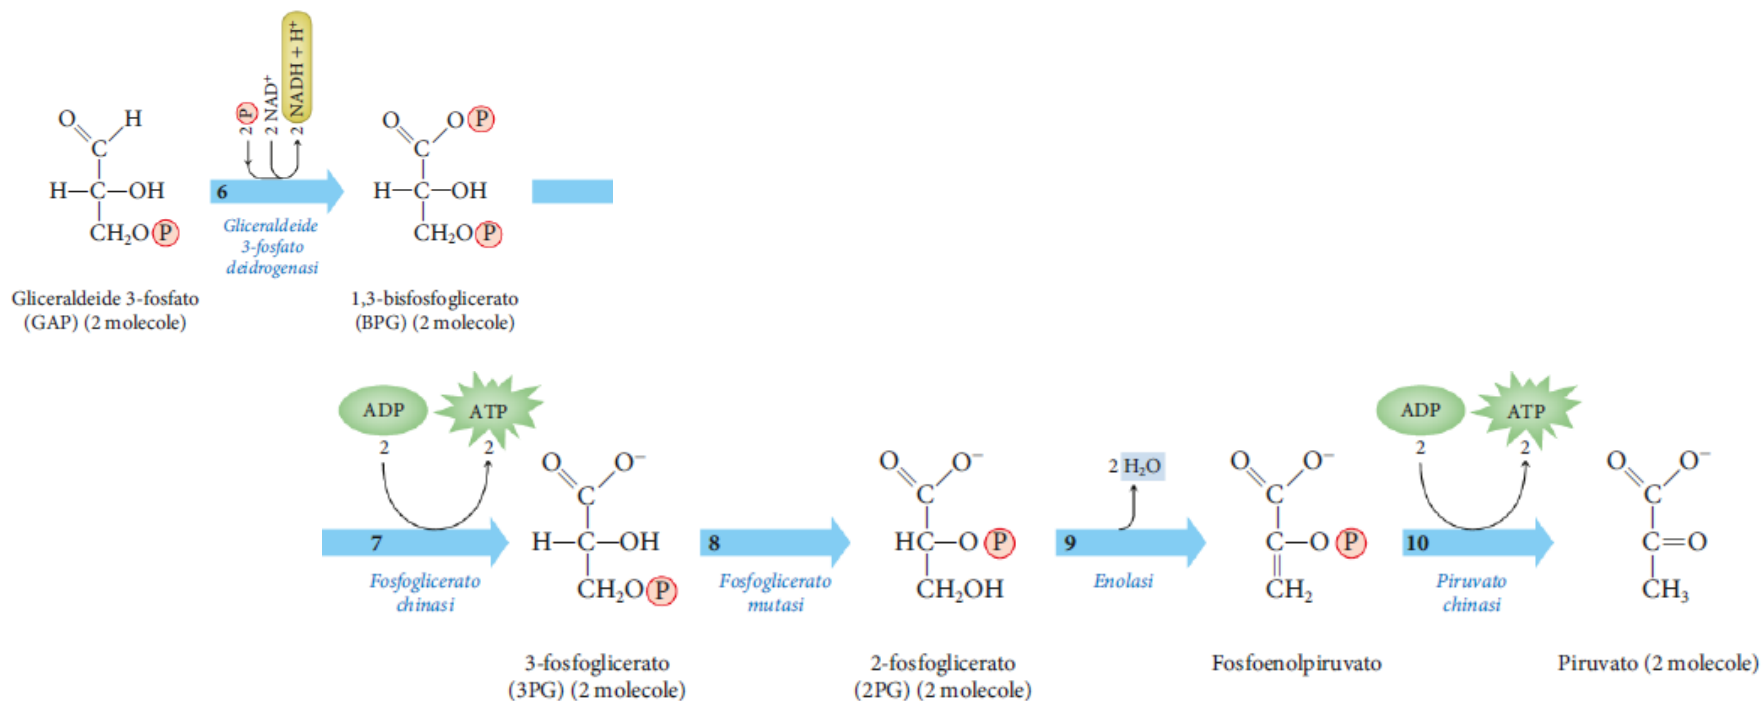 2 P
2 NAD⁺
2 NADH + H⁺
O
H
C
H—C—OH
CH₂O P
6
Gliceraldeide
3-fosfato
deidrogenasi
O
O P
C
H—C—OH
CH₂O P
Gliceraldeide 3-fosfato
(GAP) (2 molecole)
1,3-bisfosfoglicerato
(BPG) (2 molecole)
ADP
ATP
2
2
7
Fosfoglicerato
chinasi
O
O⁻
C
H—C—OH
CH₂O P
8
Fosfoglicerato
mutasi
O
O⁻
C
HC—O P
CH₂OH
2 H₂O
9
Enolasi
O
O⁻
C
C—O P
CH₂
ADP
ATP
2
2
10
Piruvato
chinasi
O
O⁻
C
C=O
CH₃
3-fosfoglicerato
(3PG) (2 molecole)
2-fosfoglicerato
(2PG) (2 molecole)
Fosfoenolpiruvato
Piruvato (2 molecole)